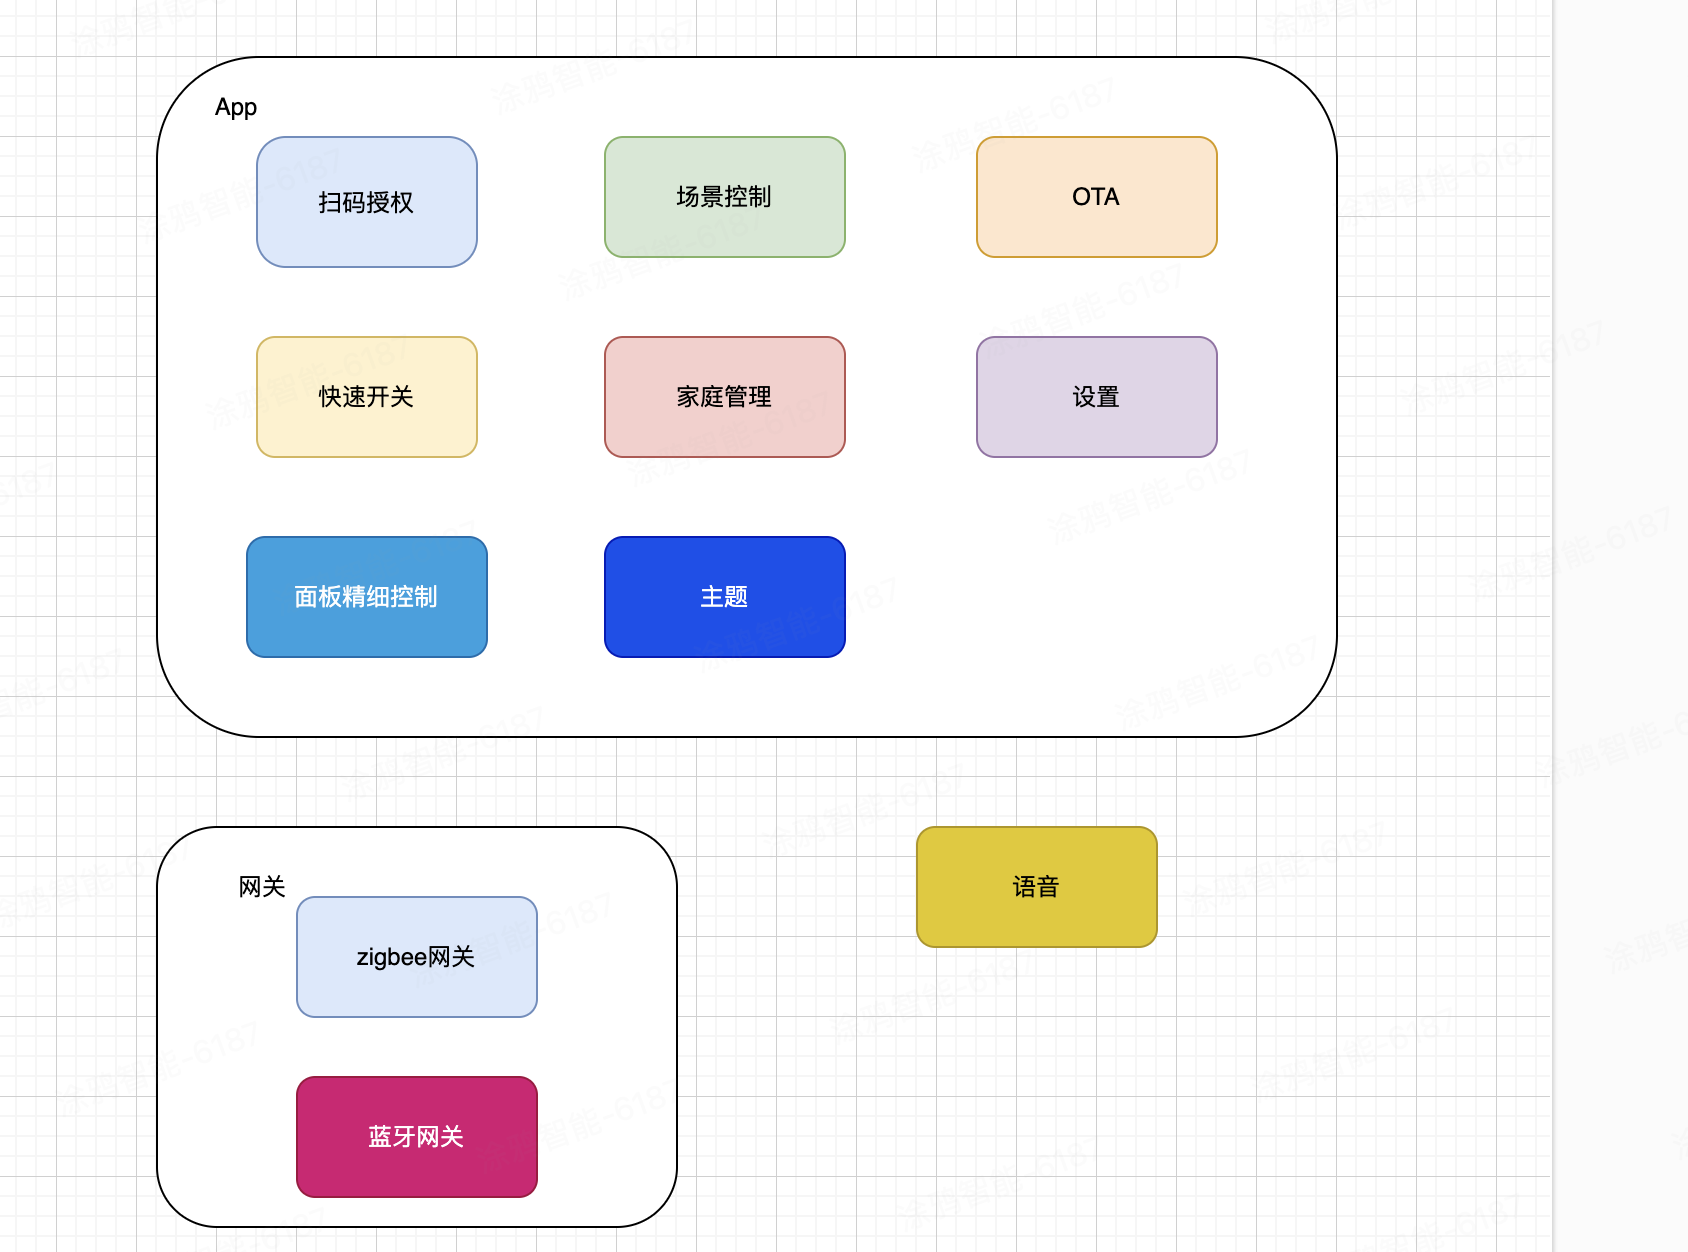 App
扫码授权
场景控制
OTA
快速开关
家庭管理
设置
面板精细控制
主题
网关
zigbee网关
语音
蓝牙网关
涂鸦智能-6187